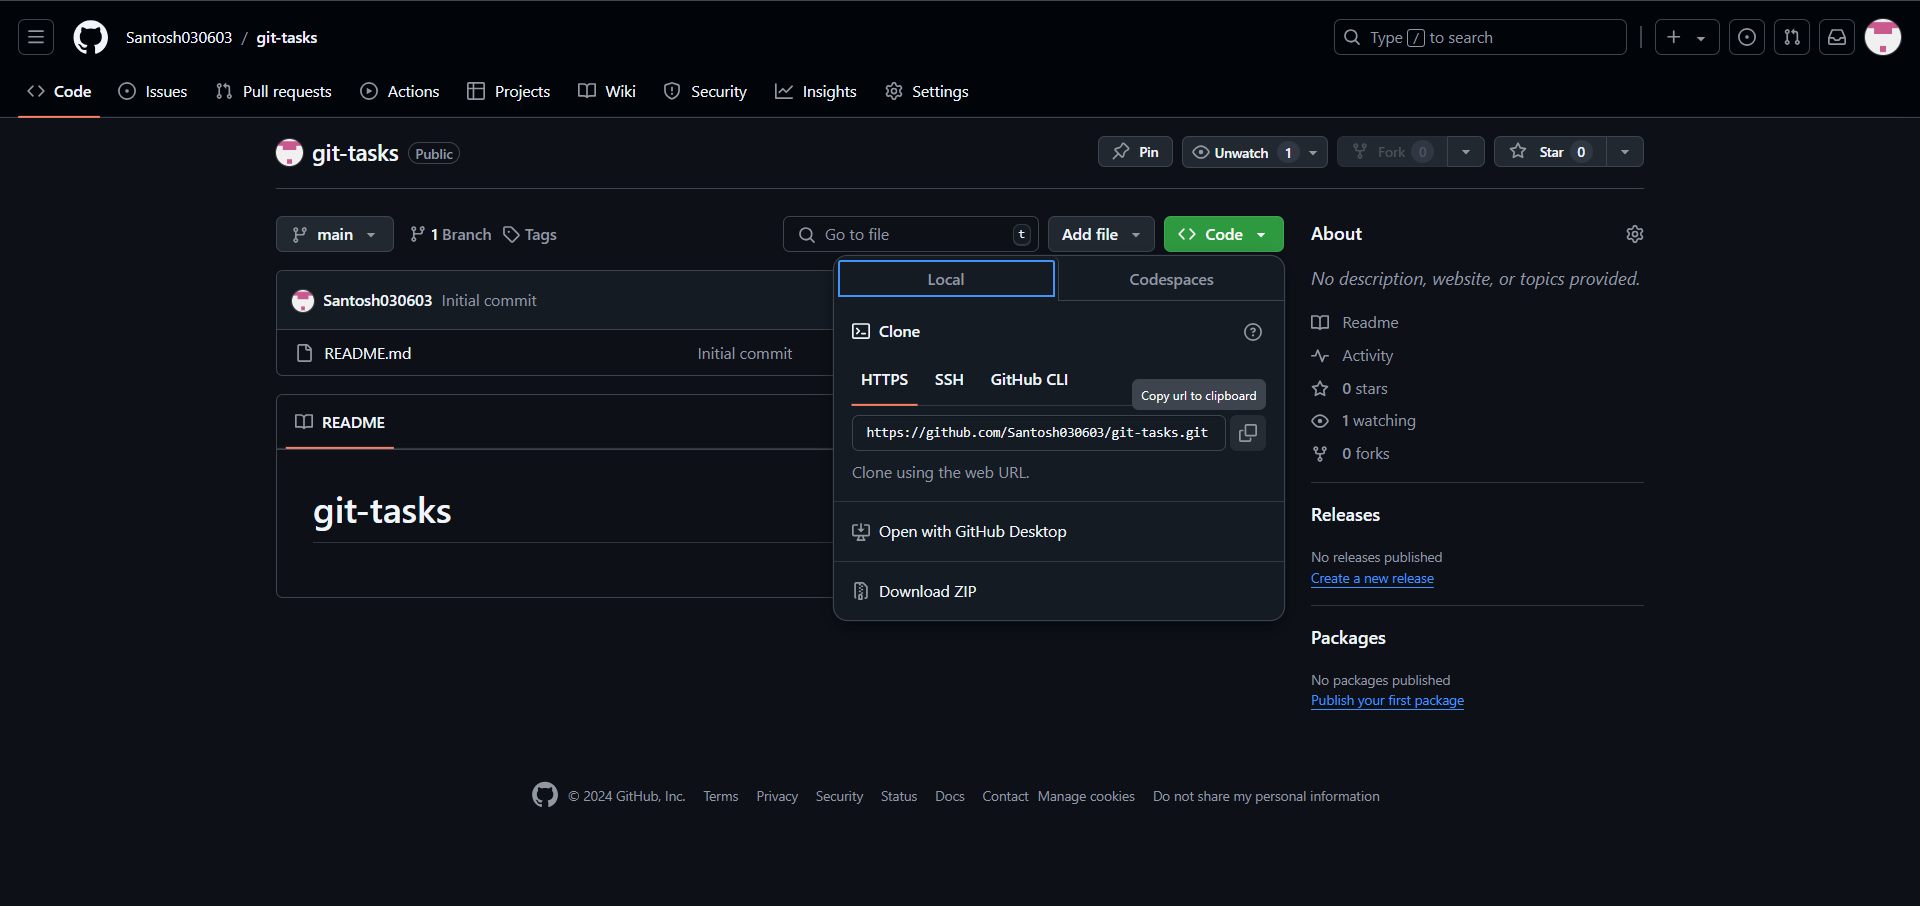 Santosh030603 / git-tasks
Type / to search
Code Issues Pull requests Actions Projects Wiki Security Insights Settings
git-tasks Public
Pin Unwatch 1 Fork 0 Star 0
main 1 Branch Tags
Go to file t Add file Code
Santosh030603 Initial commit
README.md Initial commit
README
git-tasks
Local Codespaces
Clone
HTTPS SSH GitHub CLI
Copy url to clipboard
https://github.com/Santosh030603/git-tasks.git
Clone using the web URL.
Open with GitHub Desktop
Download ZIP
About
No description, website, or topics provided.
Readme
Activity
0 stars
1 watching
0 forks
Releases
No releases published
Create a new release
Packages
No packages published
Publish your first package
© 2024 GitHub, Inc. Terms Privacy Security Status Docs Contact Manage cookies Do not share my personal information